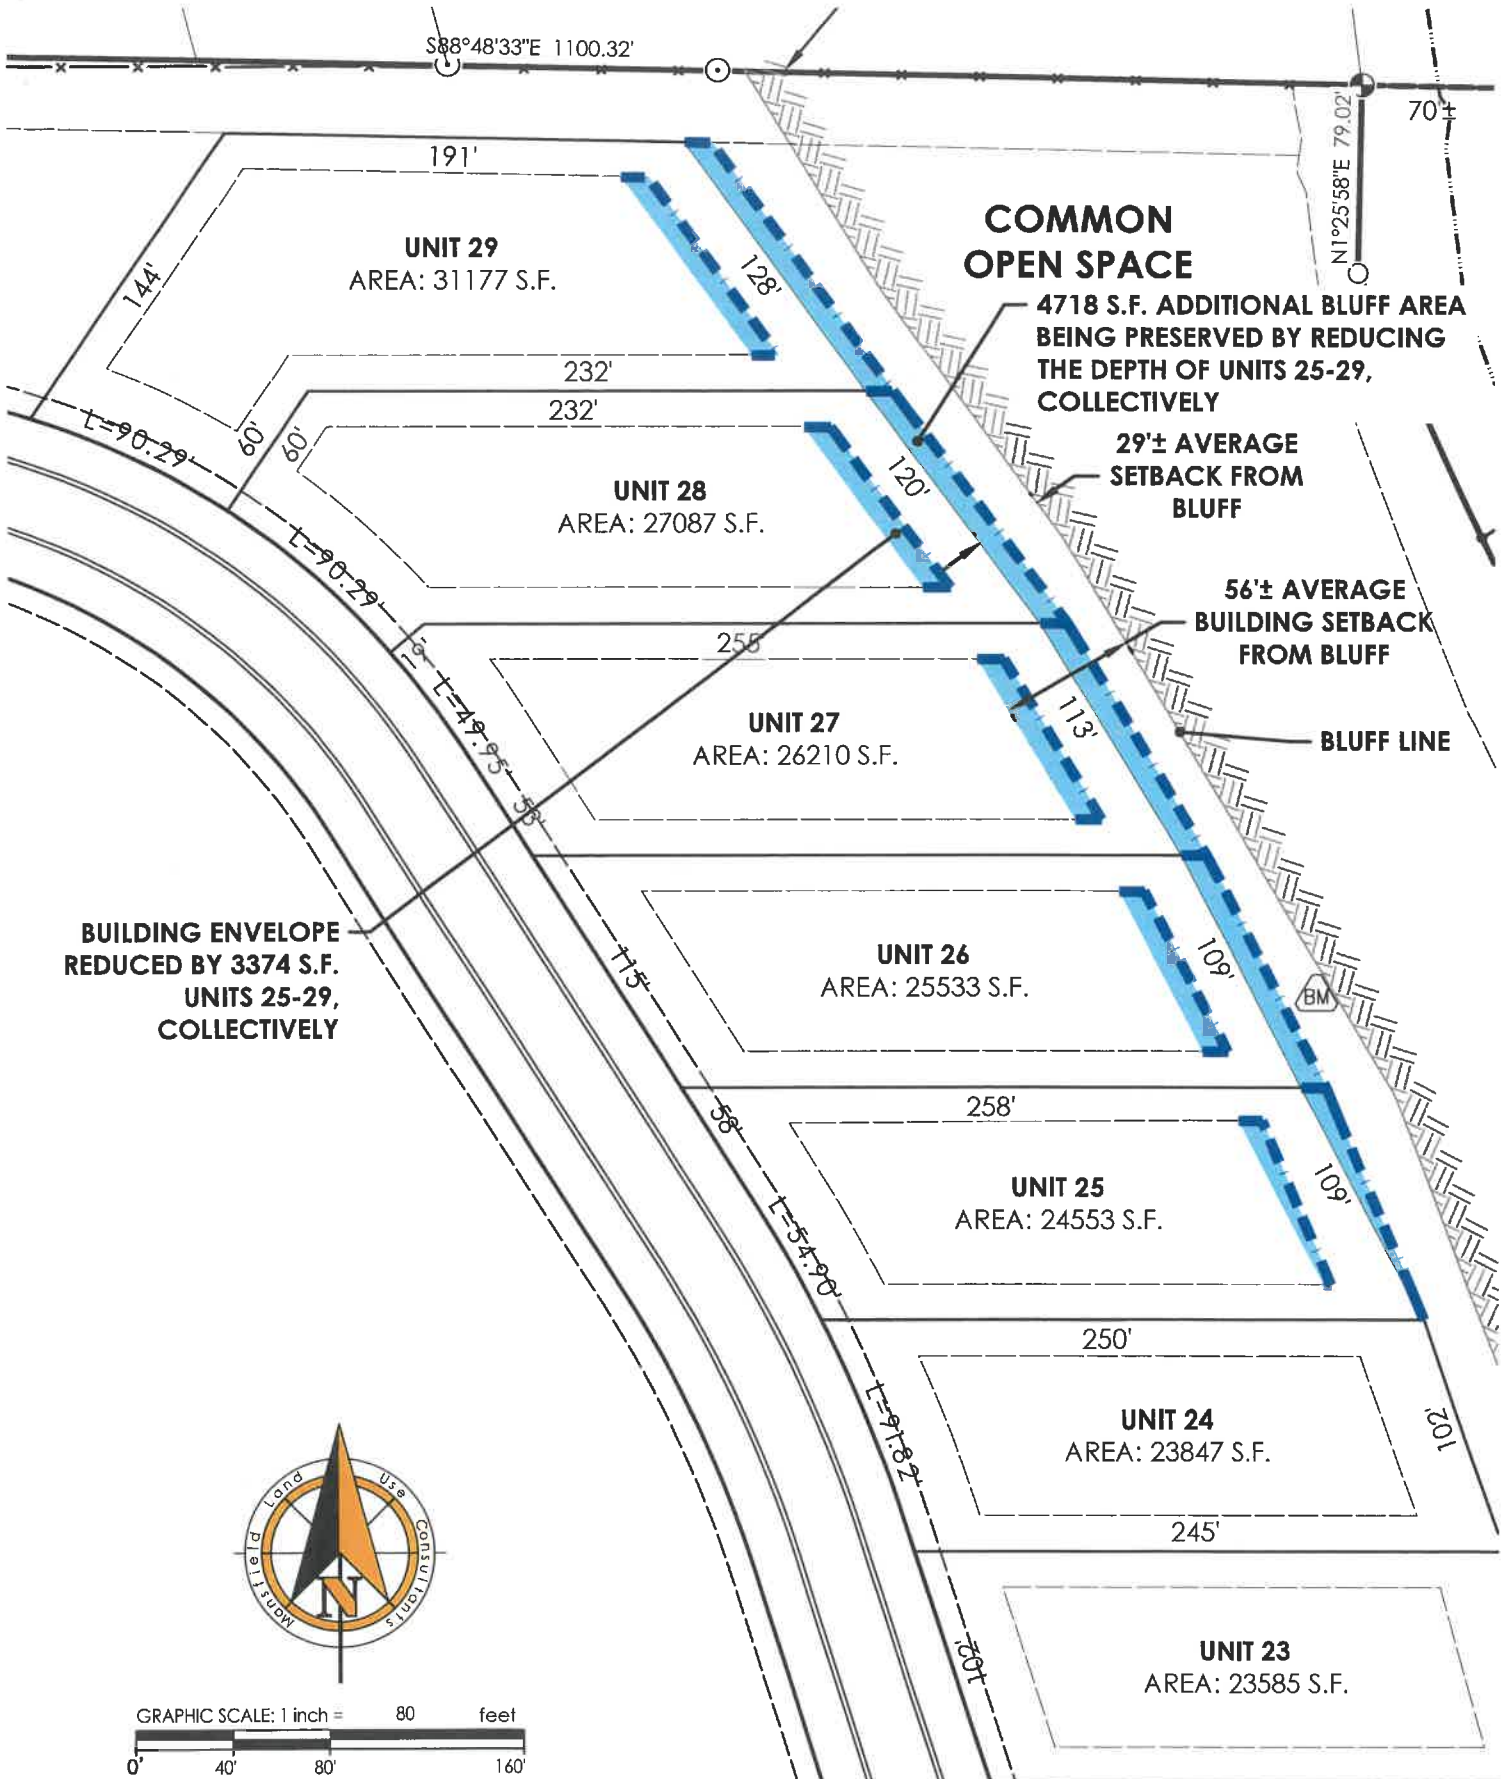 S88°48'33"E 1100.32'
70'±
N1°25'58"E 79.02'
191'
UNIT 29
AREA: 31177 S.F.
144'
128'
COMMON
OPEN SPACE
4718 S.F. ADDITIONAL BLUFF AREA
BEING PRESERVED BY REDUCING
THE DEPTH OF UNITS 25-29,
COLLECTIVELY
232'
232'
L=90.29'
60'
60'
29'± AVERAGE
SETBACK FROM
BLUFF
UNIT 28
AREA: 27087 S.F.
120'
L=90.29'
56'± AVERAGE
BUILDING SETBACK
FROM BLUFF
255'
L=49.95'
UNIT 27
AREA: 26210 S.F.
113'
BLUFF LINE
53'
BUILDING ENVELOPE
REDUCED BY 3374 S.F.
UNITS 25-29,
COLLECTIVELY
115'
UNIT 26
AREA: 25533 S.F.
109'
BM
58'
258'
UNIT 25
AREA: 24553 S.F.
109'
L=54.90'
250'
UNIT 24
AREA: 23847 S.F.
102'
L=91.82'
245'
Mansfield Land Use Consultants
N
UNIT 23
AREA: 23585 S.F.
102'
GRAPHIC SCALE: 1 inch = 80 feet
0' 40' 80' 160'